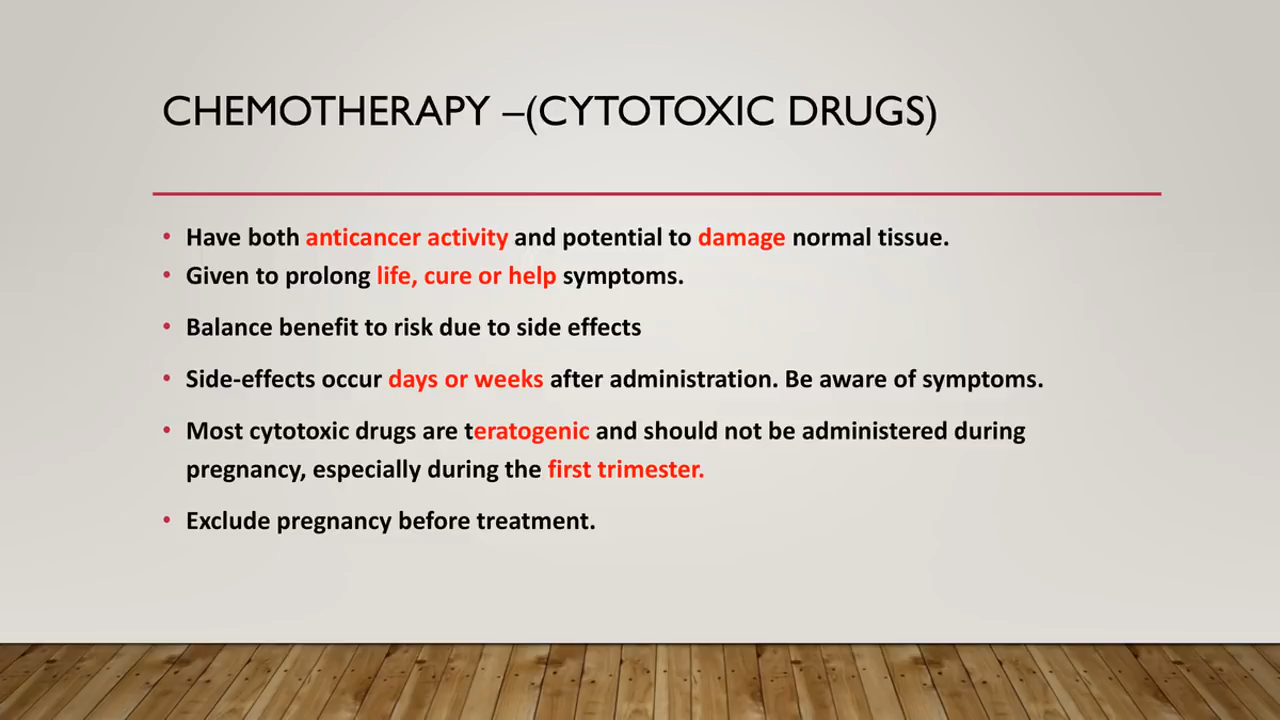 CHEMOTHERAPY –(CYTOTOXIC DRUGS)
• Have both anticancer activity and potential to damage normal tissue.
• Given to prolong life, cure or help symptoms.
• Balance benefit to risk due to side effects
• Side-effects occur days or weeks after administration. Be aware of symptoms.
• Most cytotoxic drugs are teratogenic and should not be administered during
pregnancy, especially during the first trimester.
• Exclude pregnancy before treatment.